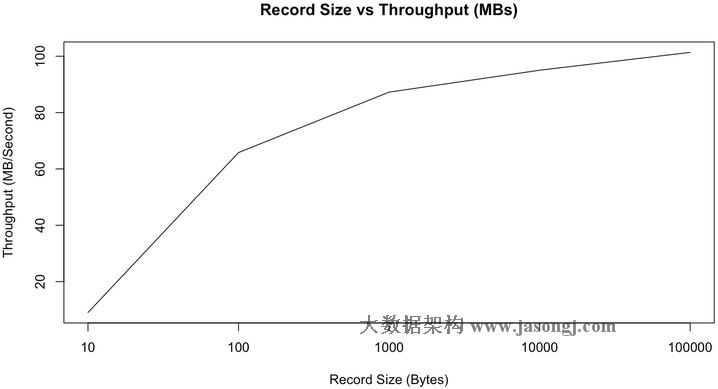 Record Size vs Throughput (MBs)
Throughput (MB/Second)
100
80
60
40
20
大数据架构 www.jasongj.com
10 100 1000 10000 100000
Record Size (Bytes)